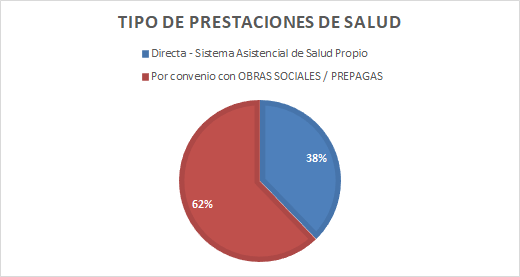 TIPO DE PRESTACIONES DE SALUD
Directa - Sistema Asistencial de Salud Propio
Por convenio con OBRAS SOCIALES / PREPAGAS
38%
62%